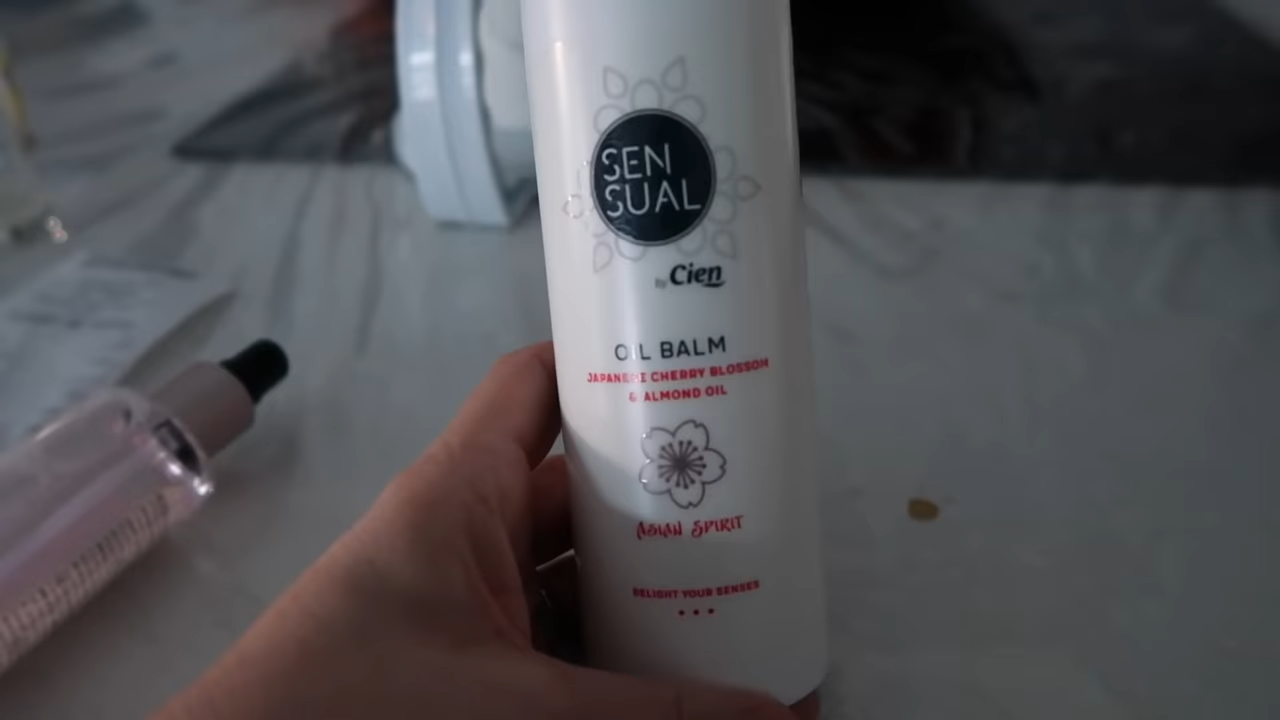 SEN
SUAL
by Cien
OIL BALM
JAPANESE CHERRY BLOSSOM
& ALMOND OIL
ASIAN SPIRIT
DELIGHT YOUR SENSES